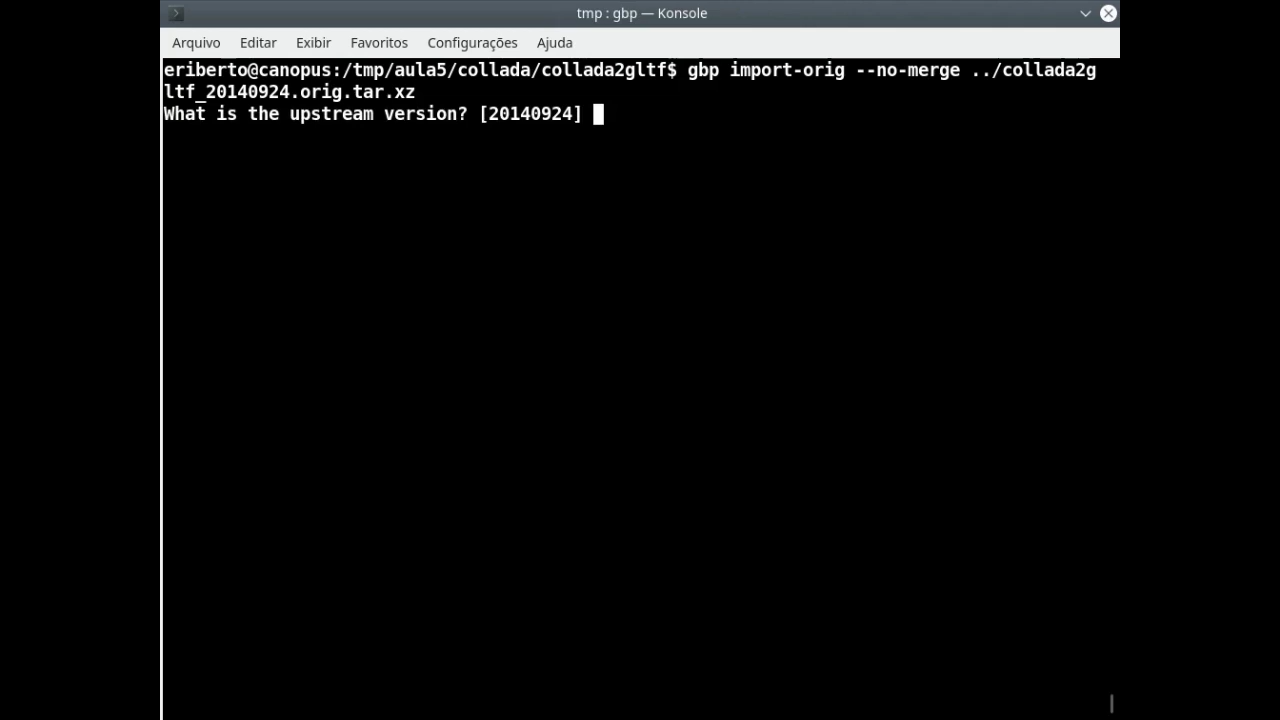 tmp : gbp — Konsole
Arquivo Editar Exibir Favoritos Configurações Ajuda
eriberto@canopus:/tmp/aula5/collada/collada2gltf$ gbp import-orig --no-merge ../collada2g
ltf_20140924.orig.tar.xz
What is the upstream version? [20140924]